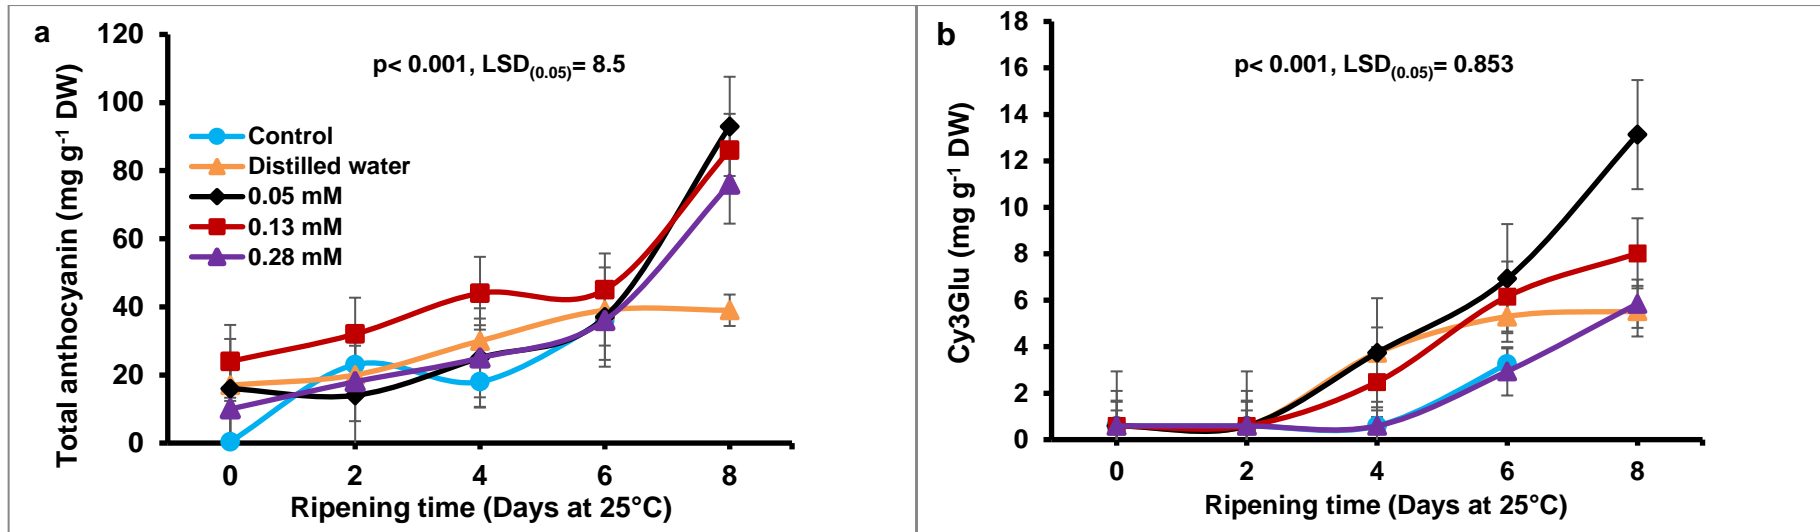 a
p< 0.001, LSD(0.05)= 8.5
Total anthocyanin (mg g-1 DW)
120
100
80
60
40
20
0
Control
Distilled water
0.05 mM
0.13 mM
0.28 mM
0 2 4 6 8
Ripening time (Days at 25°C)
b
p< 0.001, LSD(0.05)= 0.853
Cy3Glu (mg g-1 DW)
18
16
14
12
10
8
6
4
2
0
0 2 4 6 8
Ripening time (Days at 25°C)